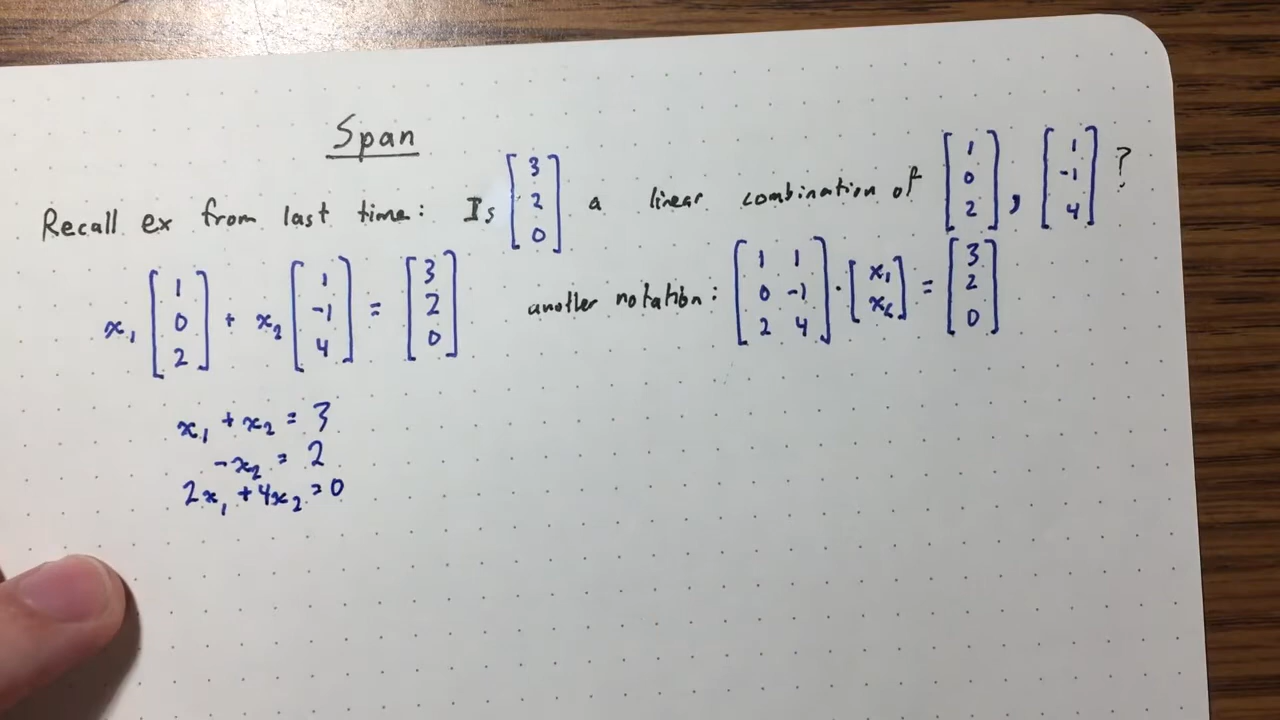 Span
Recall ex from last time: Is [3 2 0] a linear combination of [1 0 2], [1 -1 4]?
x₁ [1 0 2] + x₂ [1 -1 4] = [3 2 0] another notation: [1 1 0 -1 2 4] · [x₁ x₂] = [3 2 0]
x₁ + x₂ = 3
-x₂ = 2
2x₁ + 4x₂ = 0